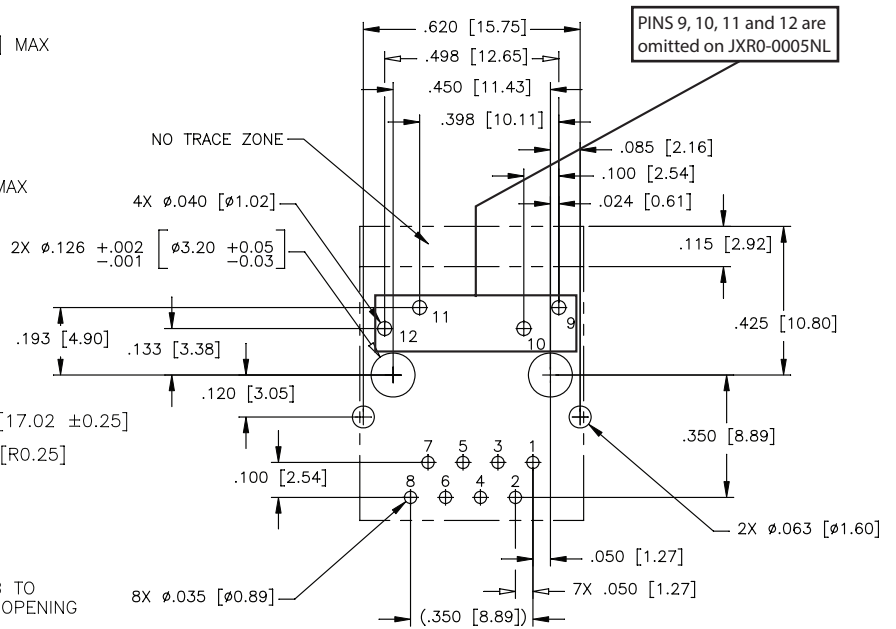 ] MAX
.620 [15.75]
PINS 9, 10, 11 and 12 are
omitted on JXR0-0005NL
.498 [12.65]
.450 [11.43]
.398 [10.11]
NO TRACE ZONE
.085 [2.16]
.100 [2.54]
MAX
4X ø.040 [ø1.02]
.024 [0.61]
2X ø.126 +.002 [ø3.20 +0.05
-.001 -0.03]
.115 [2.92]
11
9
12
10
.193 [4.90]
.133 [3.38]
.425 [10.80]
.120 [3.05]
[17.02 ±0.25]
[R0.25]
.350 [8.89]
7 5 3 1
.100 [2.54]
8 6 4 2
2X ø.063 [ø1.60]
.050 [1.27]
TO
OPENING
8X ø.035 [ø0.89]
7X .050 [1.27]
(.350 [8.89])